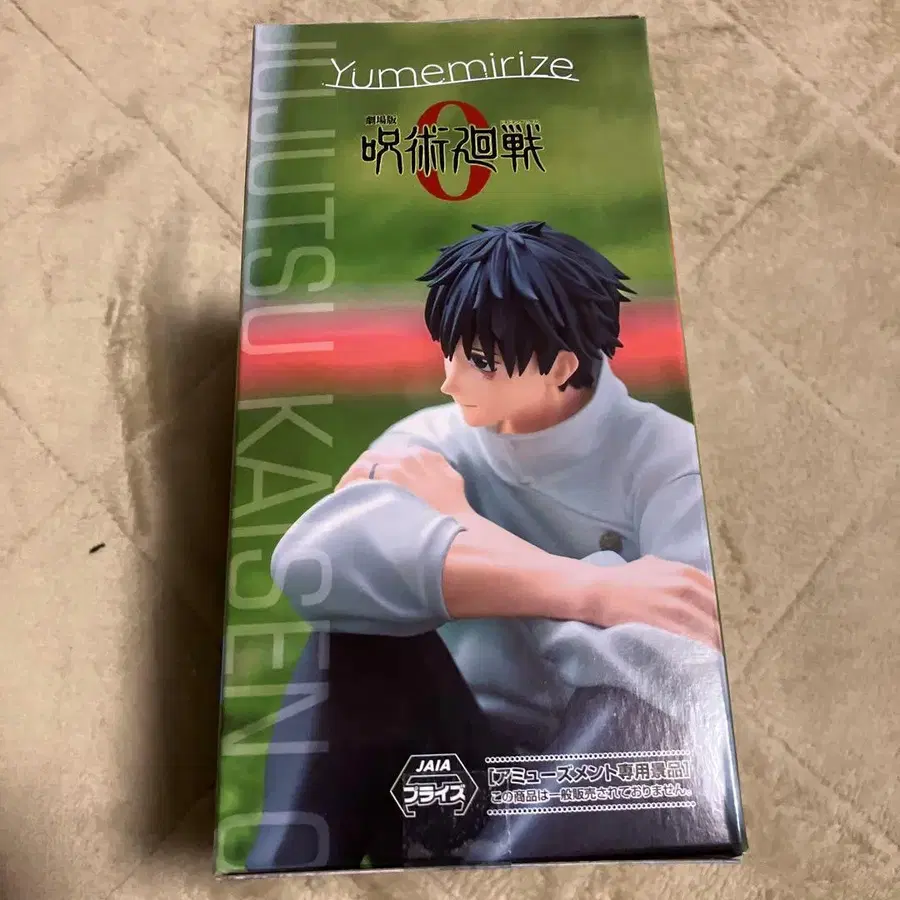 Yumemirize
劇場版
呪術廻戦
0
JUJUTSU KAISEN 0
JAIA
プライズ
[アミューズメント専用景品]
この商品は一般販売されておりません。